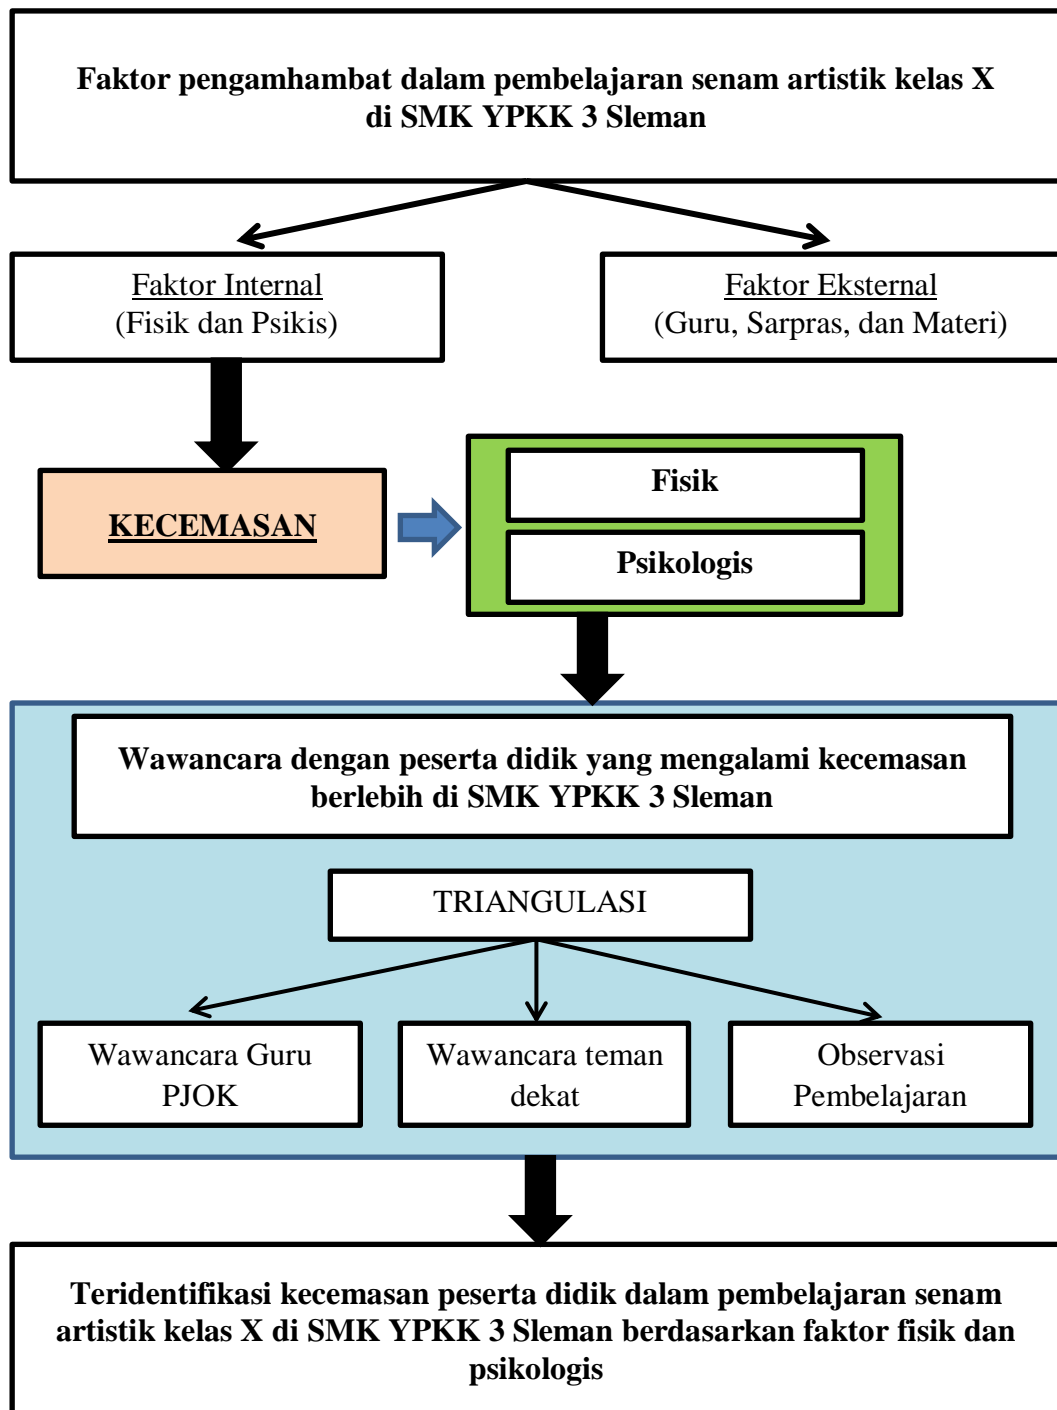 Faktor pengamhambat dalam pembelajaran senam artistik kelas X
di SMK YPKK 3 Sleman
Faktor Internal
(Fisik dan Psikis)
Faktor Eksternal
(Guru, Sarpras, dan Materi)
KECEMASAN
Fisik
Psikologis
Wawancara dengan peserta didik yang mengalami kecemasan
berlebih di SMK YPKK 3 Sleman
TRIANGULASI
Wawancara Guru
PJOK
Wawancara teman
dekat
Observasi
Pembelajaran
Teridentifikasi kecemasan peserta didik dalam pembelajaran senam
artistik kelas X di SMK YPKK 3 Sleman berdasarkan faktor fisik dan
psikologis